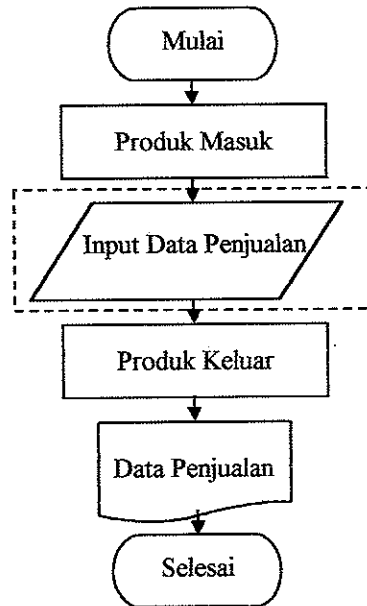 Mulai
Produk Masuk
Input Data Penjualan
Produk Keluar
Data Penjualan
Selesai